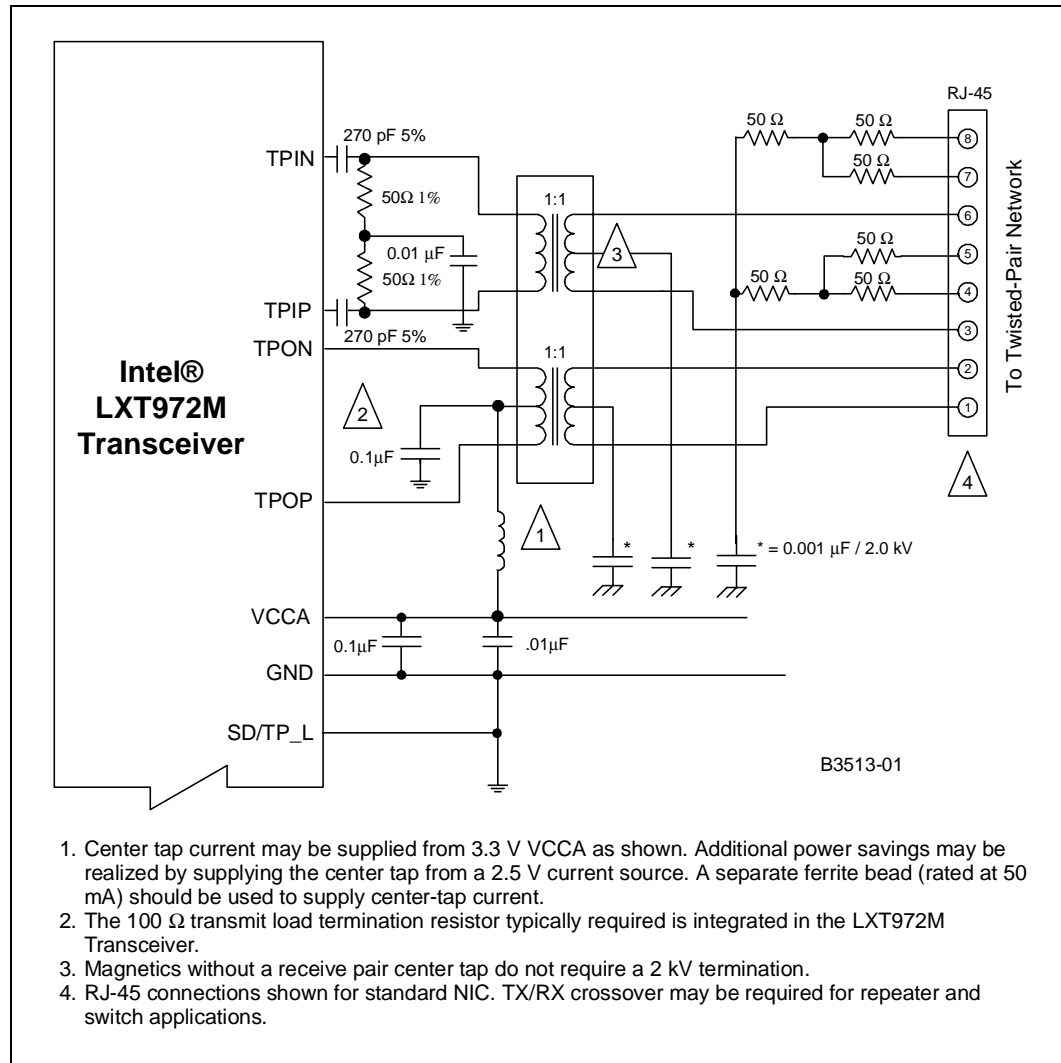 RJ-45
270 pF 5%
50 Ω
50 Ω
8
TPIN
50Ω 1%
50 Ω
7
1:1
6
0.01 µF
3
50 Ω
5
50Ω 1%
50 Ω
50 Ω
4
TPIP
270 pF 5%
3
TPON
1:1
2
Intel®
LXT972M
Transceiver
2
1
0.1µF
4
TPOP
1
*
*
* = 0.001 µF / 2.0 kV
To Twisted-Pair Network
VCCA
0.1µF
.01µF
GND
SD/TP_L
B3513-01
1. Center tap current may be supplied from 3.3 V VCCA as shown. Additional power savings may be
realized by supplying the center tap from a 2.5 V current source. A separate ferrite bead (rated at 50
mA) should be used to supply center-tap current.
2. The 100 Ω transmit load termination resistor typically required is integrated in the LXT972M
Transceiver.
3. Magnetics without a receive pair center tap do not require a 2 kV termination.
4. RJ-45 connections shown for standard NIC. TX/RX crossover may be required for repeater and
switch applications.